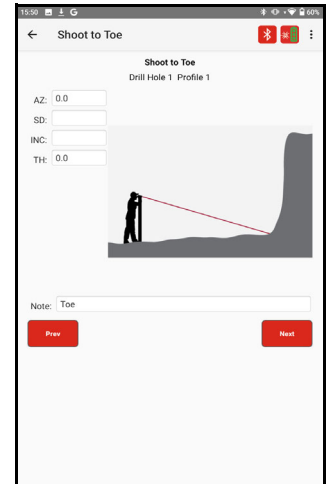 15:50 G 60%
Shoot to Toe
Shoot to Toe
Drill Hole 1 Profile 1
AZ: 0.0
SD:
INC:
TH: 0.0
Note: Toe
Prev Next